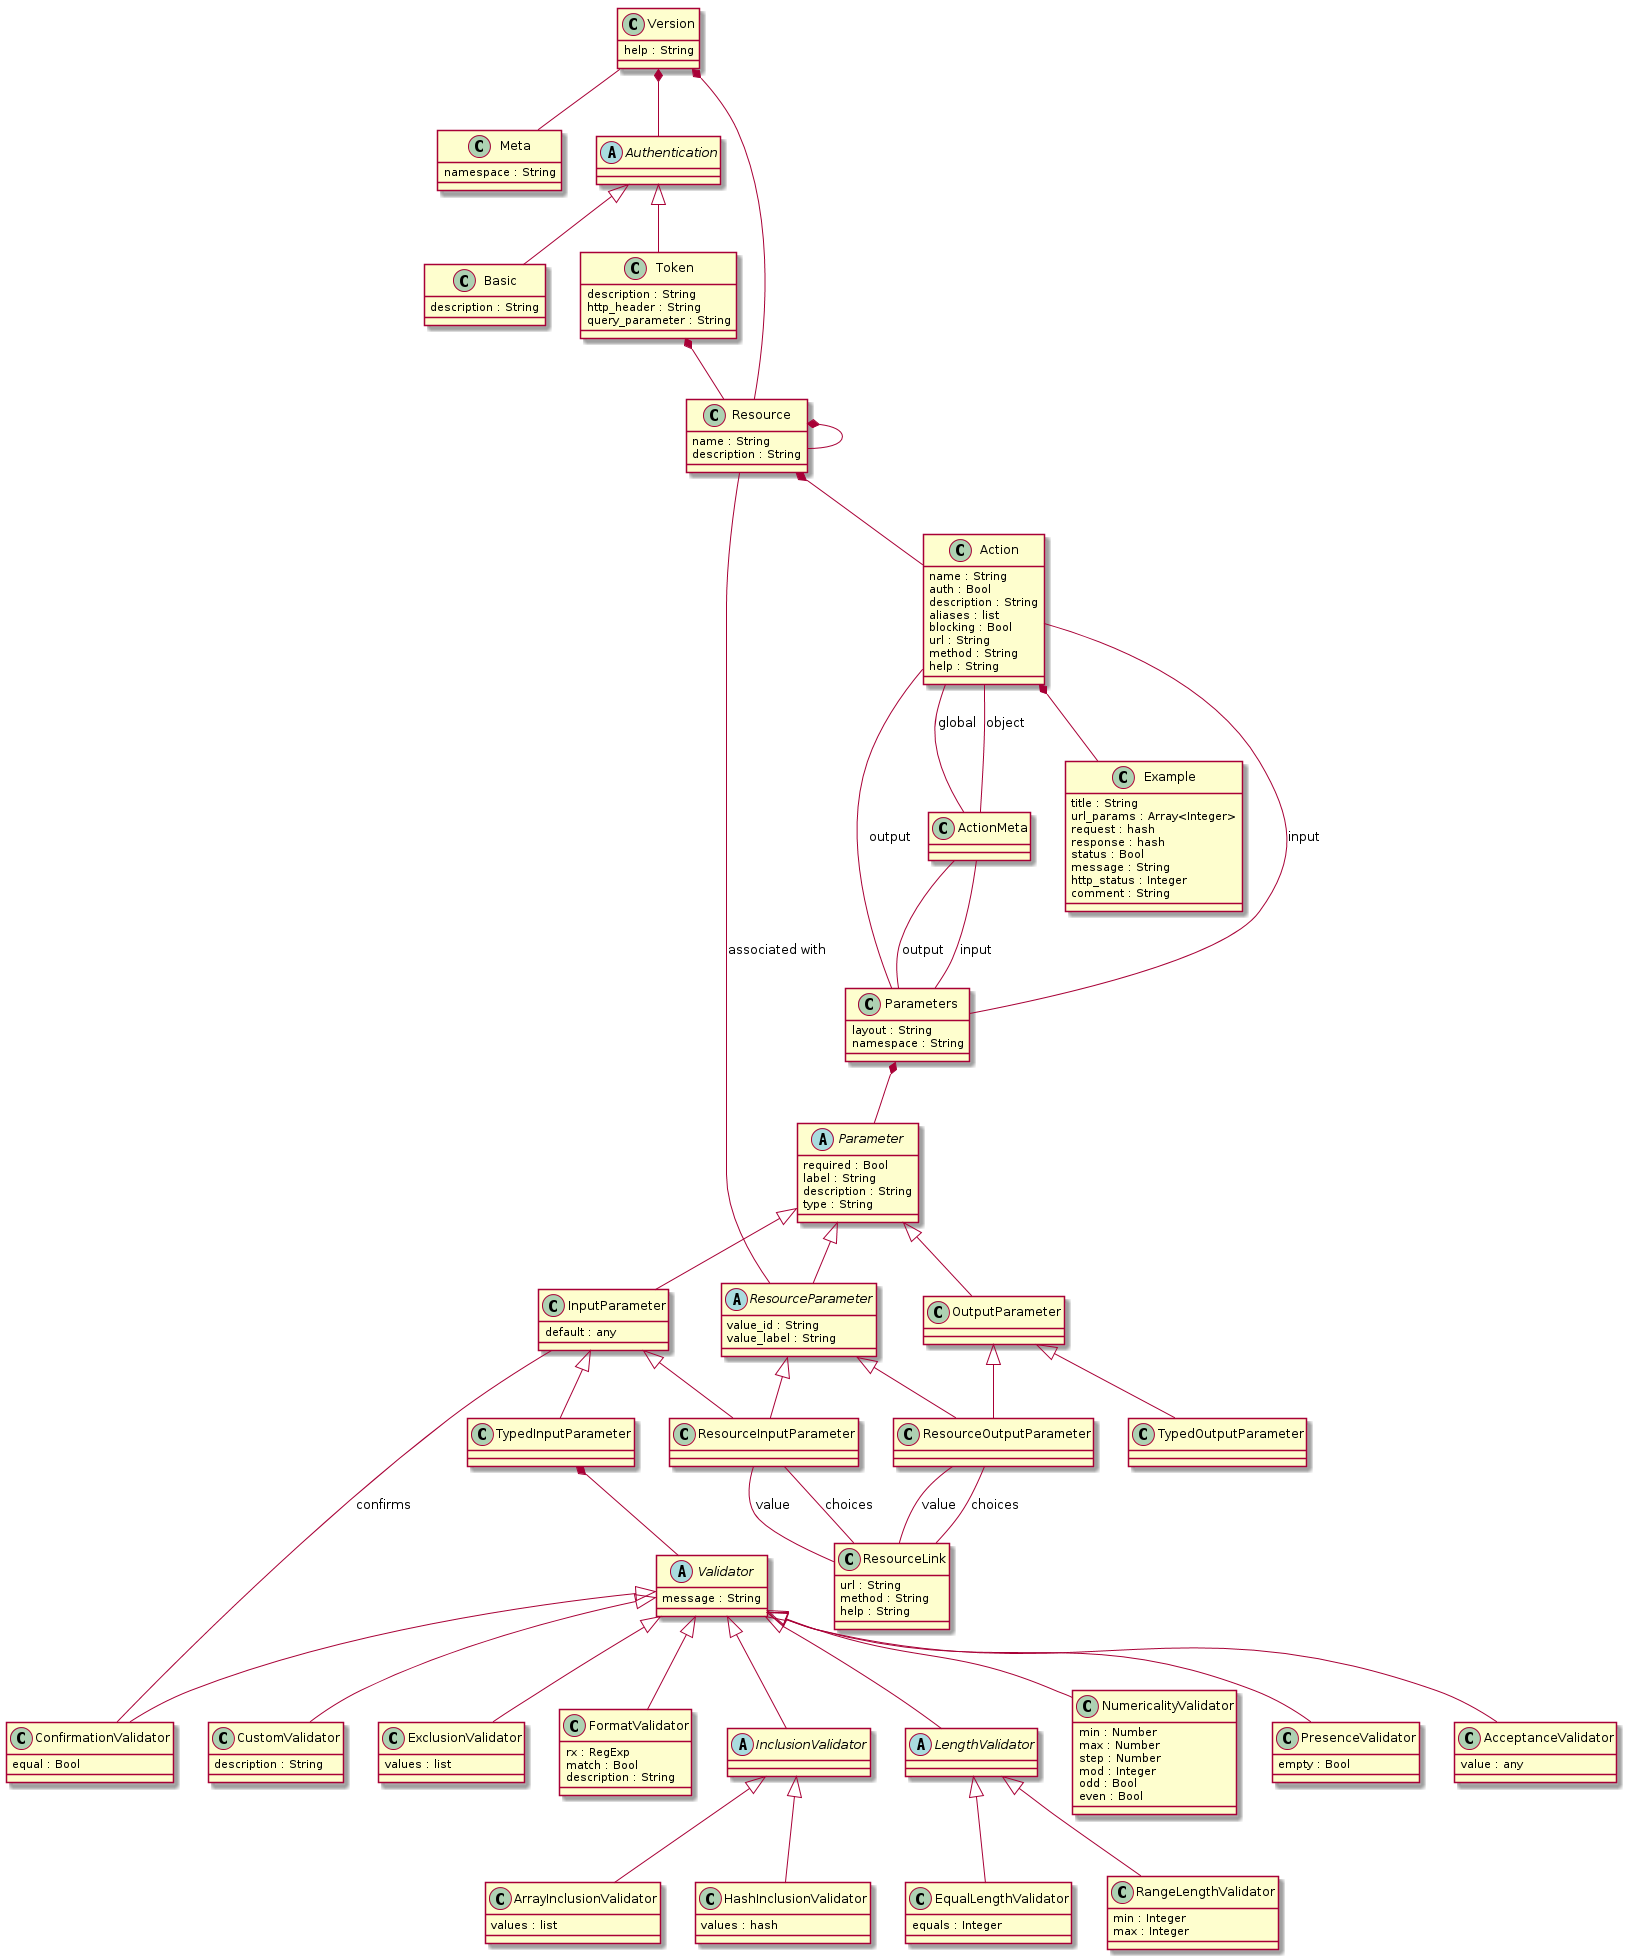 C Version
help : String
C Meta
namespace : String
A Authentication
C Basic
description : String
C Token
description : String
http_header : String
query_parameter : String
C Resource
name : String
description : String
C Action
name : String
auth : Bool
description : String
aliases : list
blocking : Bool
url : String
method : String
help : String
global
object
C Example
title : String
url_params : Array<Integer>
request : hash
response : hash
status : Bool
message : String
http_status : Integer
comment : String
C ActionMeta
output
input
associated with
output
input
C Parameters
layout : String
namespace : String
A Parameter
required : Bool
label : String
description : String
type : String
C InputParameter
default : any
A ResourceParameter
value_id : String
value_label : String
C OutputParameter
C TypedInputParameter
C ResourceInputParameter
C ResourceOutputParameter
C TypedOutputParameter
confirms
value
choices
value
choices
A Validator
message : String
C ResourceLink
url : String
method : String
help : String
C ConfirmationValidator
equal : Bool
C CustomValidator
description : String
C ExclusionValidator
values : list
C FormatValidator
rx : RegExp
match : Bool
description : String
A InclusionValidator
A LengthValidator
C NumericalityValidator
min : Number
max : Number
step : Number
mod : Integer
odd : Bool
even : Bool
C PresenceValidator
empty : Bool
C AcceptanceValidator
value : any
C ArrayInclusionValidator
values : list
C HashInclusionValidator
values : hash
C EqualLengthValidator
equals : Integer
C RangeLengthValidator
min : Integer
max : Integer